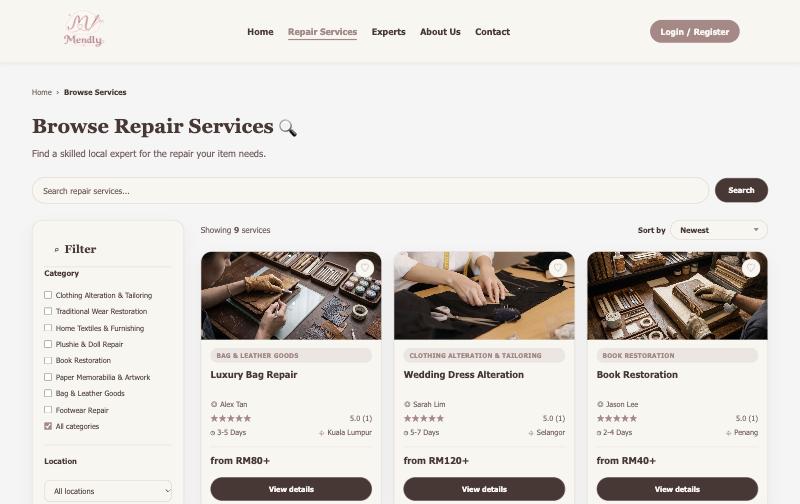 Mendly
Home Repair Services Experts About Us Contact Login / Register
Home › Browse Services
Browse Repair Services
Find a skilled local expert for the repair your item needs.
Search repair services... Search
Filter
Category
Clothing Alteration & Tailoring
Traditional Wear Restoration
Home Textiles & Furnishing
Plushie & Doll Repair
Book Restoration
Paper Memorabilia & Artwork
Bag & Leather Goods
Footwear Repair
All categories
Location
All locations
Showing 9 services
Sort by Newest
BAG & LEATHER GOODS
Luxury Bag Repair
Alex Tan
★★★★★ 5.0 (1)
3-5 Days Kuala Lumpur
from RM80+
View details
CLOTHING ALTERATION & TAILORING
Wedding Dress Alteration
Sarah Lim
★★★★★ 5.0 (1)
5-7 Days Selangor
from RM120+
View details
BOOK RESTORATION
Book Restoration
Jason Lee
★★★★★ 5.0 (1)
2-4 Days Penang
from RM40+
View details